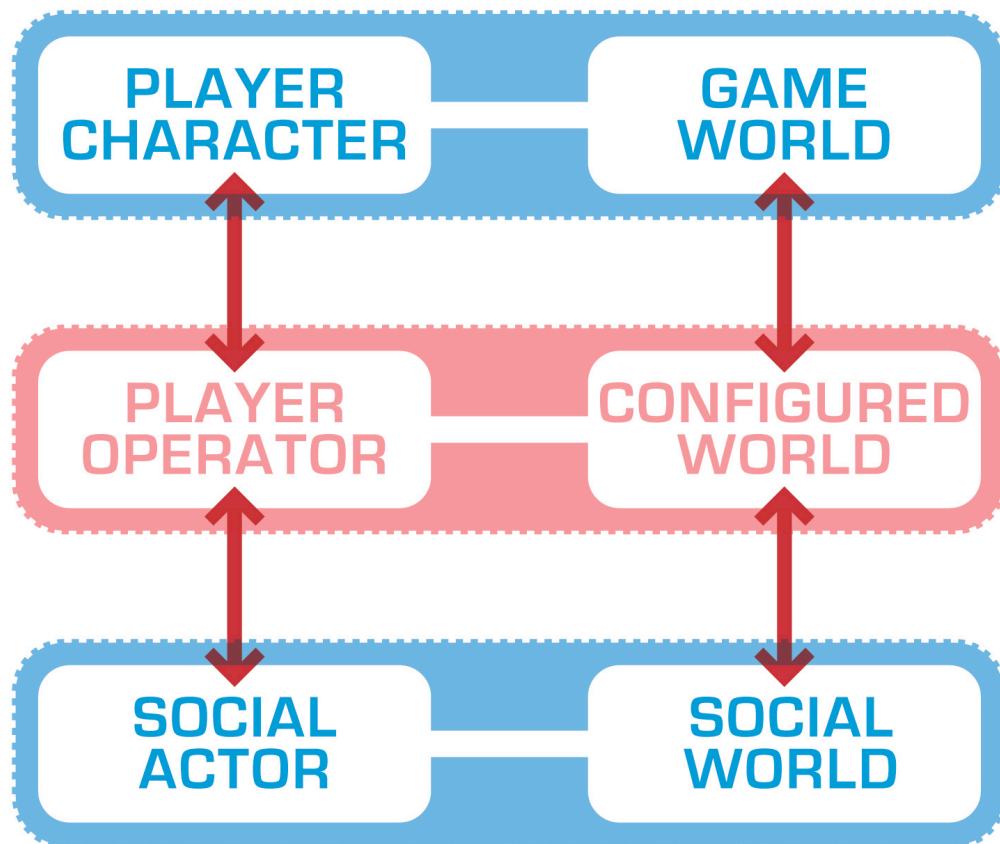 PLAYER
CHARACTER
GAME
WORLD
PLAYER
OPERATOR
CONFIGURED
WORLD
SOCIAL
ACTOR
SOCIAL
WORLD